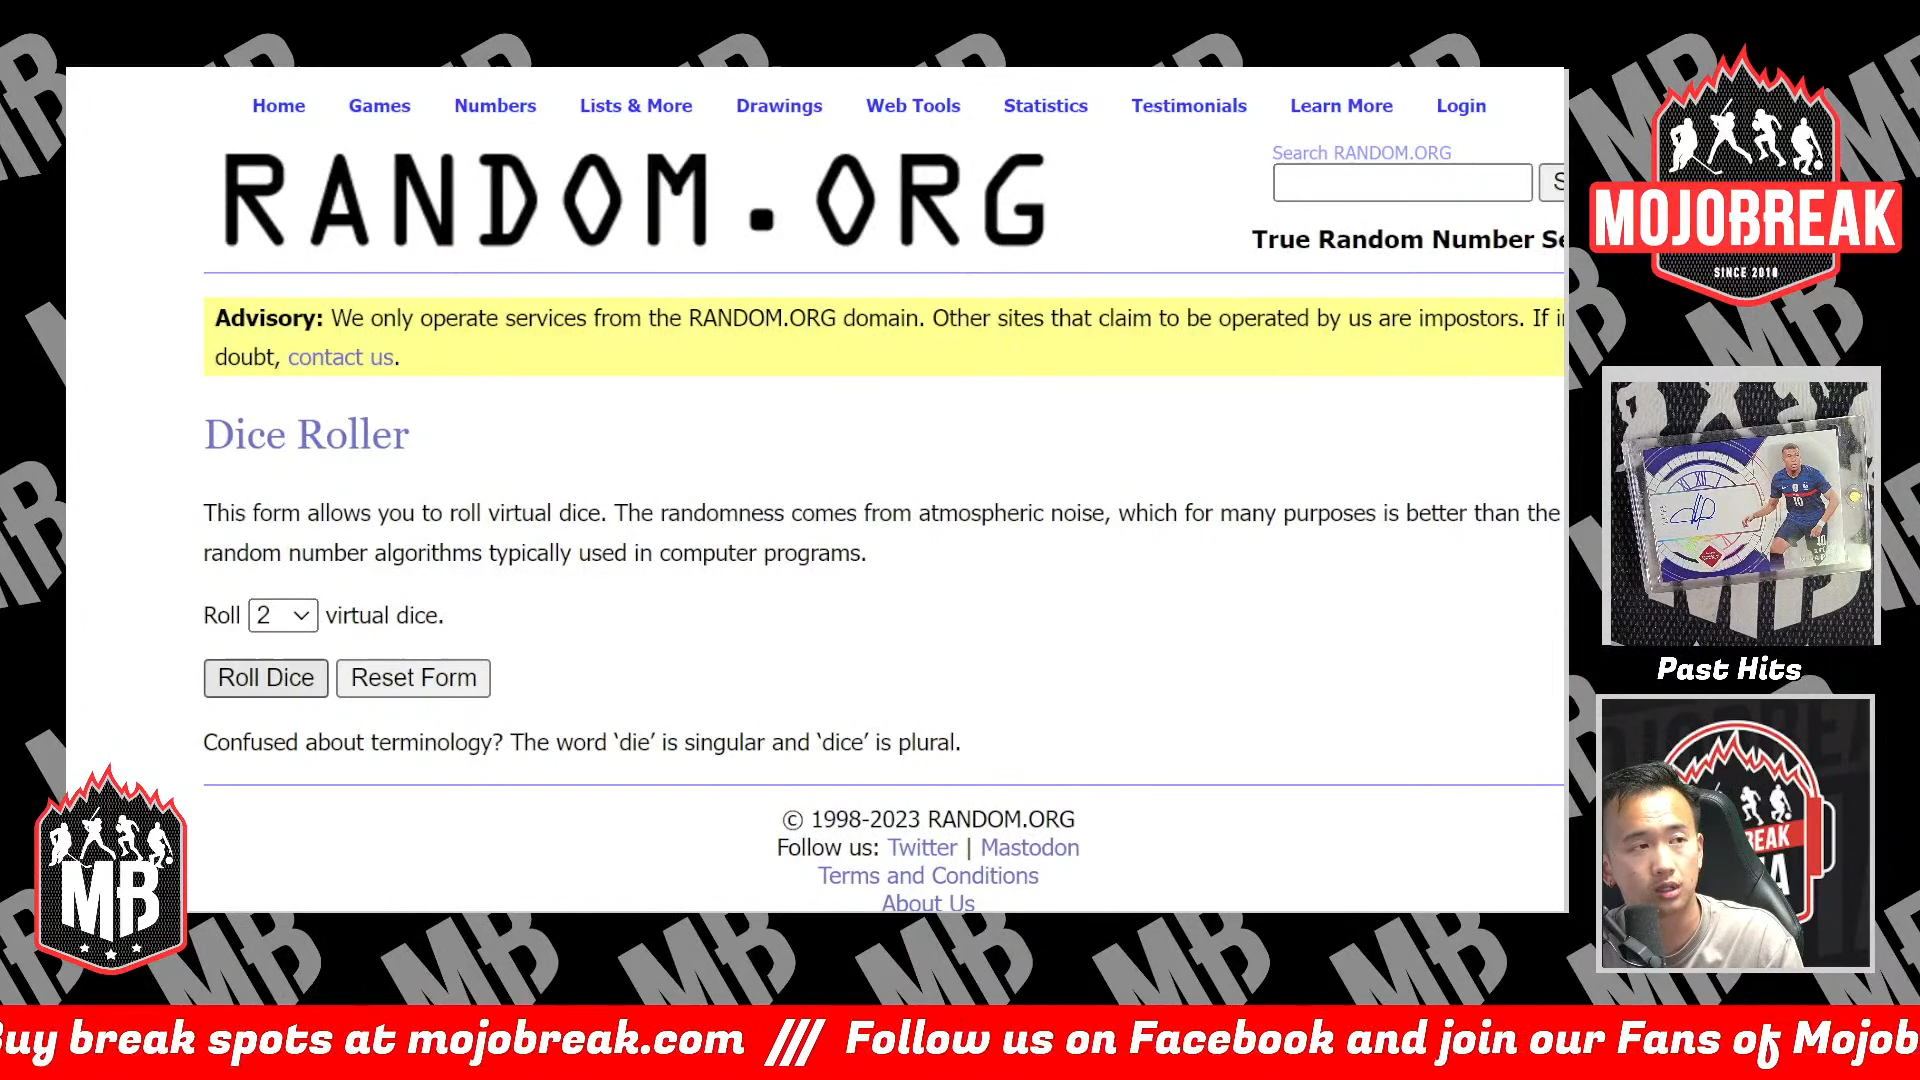 Home Games Numbers Lists & More Drawings Web Tools Statistics Testimonials Learn More Login
RANDOM.ORG
Search RANDOM.ORG
S
True Random Number Se
Advisory: We only operate services from the RANDOM.ORG domain. Other sites that claim to be operated by us are impostors. If in
doubt, contact us.
Dice Roller
This form allows you to roll virtual dice. The randomness comes from atmospheric noise, which for many purposes is better than the
random number algorithms typically used in computer programs.
Roll 2 virtual dice.
Roll Dice Reset Form
Confused about terminology? The word ‘die’ is singular and ‘dice’ is plural.
© 1998-2023 RANDOM.ORG
Follow us: Twitter | Mastodon
Terms and Conditions
About Us
MOJOBREAK
SINCE 2010
10
Past Hits
MB
Buy break spots at mojobreak.com /// Follow us on Facebook and join our Fans of Mojob